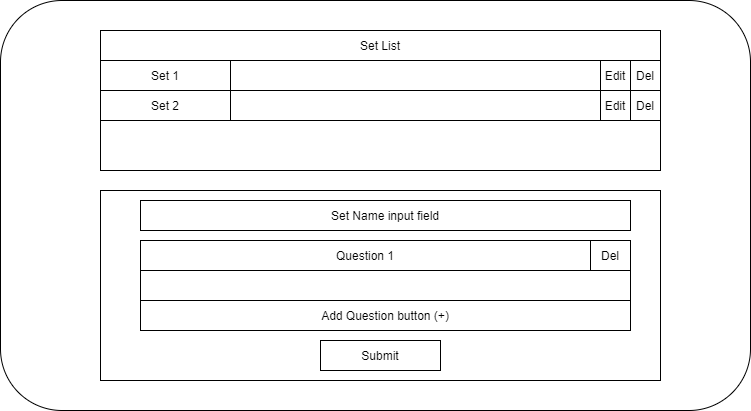 Set List
Set 1 Edit Del
Set 2 Edit Del
Set Name input field
Question 1 Del
Add Question button (+)
Submit